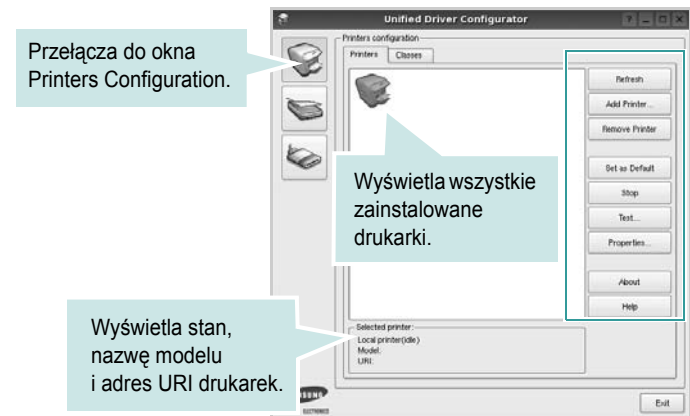 Unified Driver Configurator
Przełącza do okna
Printers Configuration.
Printers configuration
Printers
Classes
Refresh
Add Printer...
Remove Printer
Set as Default
Stop
Test...
Properties...
About
Help
Wyświetla wszystkie
zainstalowane
drukarki.
Wyświetla stan,
nazwę modelu
i adres URI drukarek.
Selected printer:
Local printer(idle)
Model:
URI:
ELECTRONICS
Exit